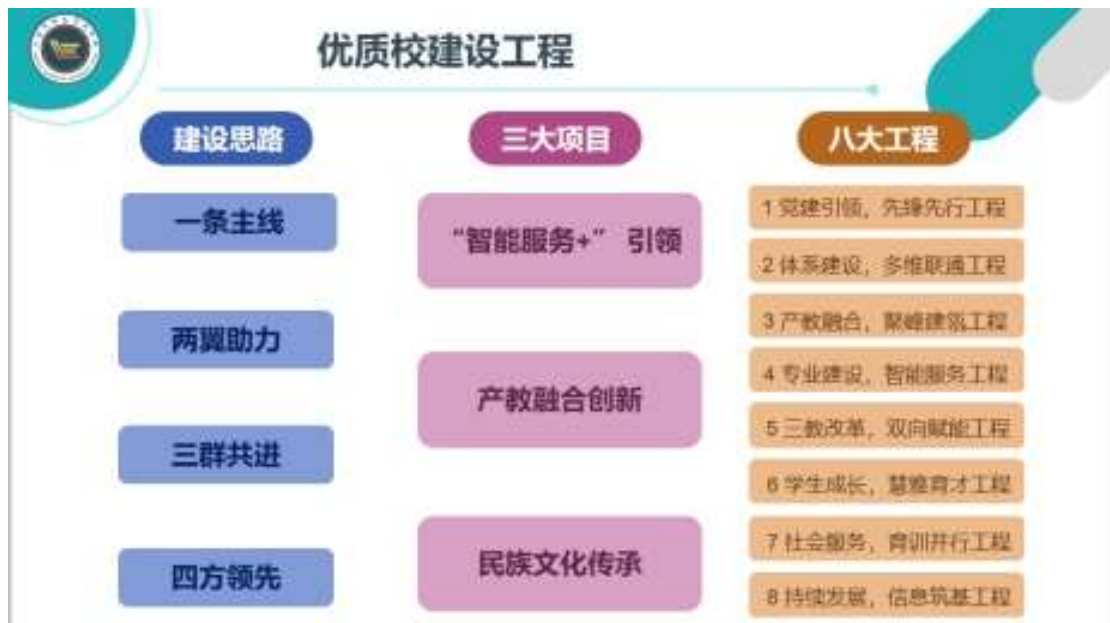 优质校建设工程
建设思路
一条主线
两翼助力
三群共进
四方领先
三大项目
“智能服务+” 引领
产教融合创新
民族文化传承
八大工程
1 党建引领，先锋先行工程
2 体系建设，多维联通工程
3 产教融合，聚峰建工程
4 专业建设，智能服务工程
5 三教改革，双向赋能工程
6 学生成长，慧雅育才工程
7 社会服务，育训并行工程
8 持续发展，信息筑基工程